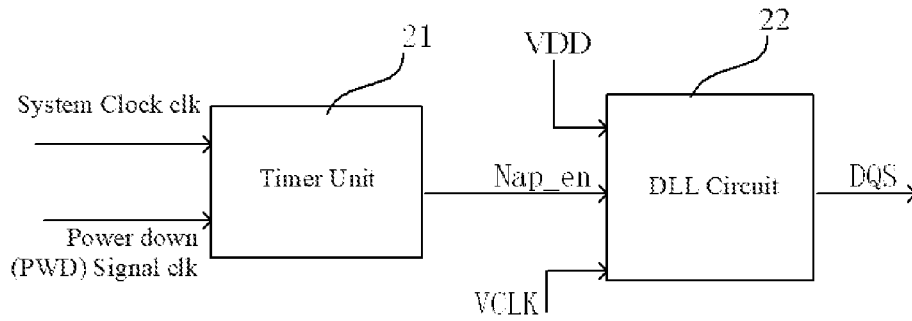 21
22
VDD
System Clock clk
Timer Unit
Nap_en
DLL Circuit
DQS
Power down
(PWD) Signal clk
VCLK